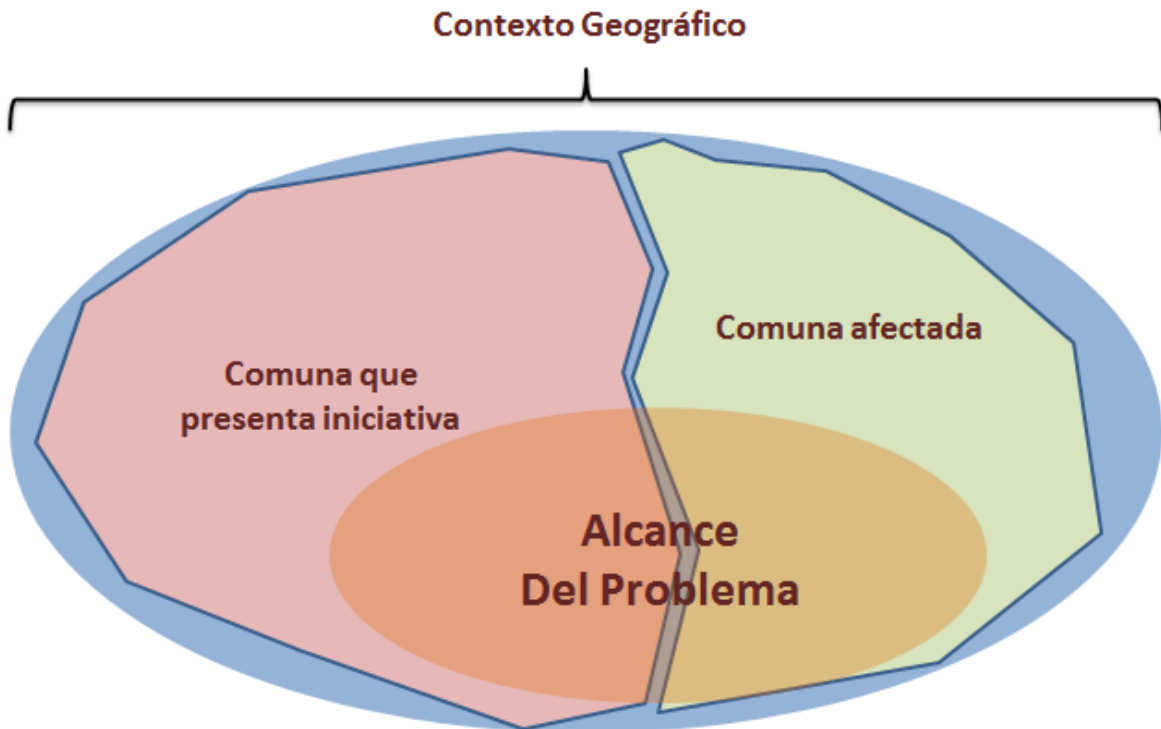 Contexto Geográfico
Comuna afectada
Comuna que
presenta iniciativa
Alcance
Del Problema